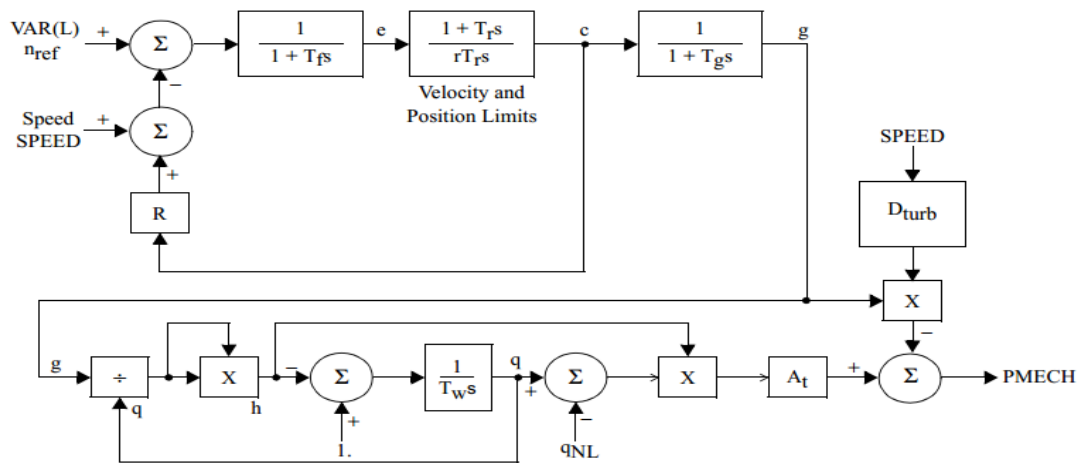 VAR(L)
nref
+
Σ
−
1
1 + Tfs
e
1 + Trs
rTrs
Velocity and
Position Limits
c
1
1 + Tgs
g
Speed
SPEED
+
Σ
+
R
SPEED
Dturb
X
−
g
÷
q
X
h
−
Σ
+
1.
1
Tws
q
+
Σ
−
qNL
X
At
+
Σ
PMECH